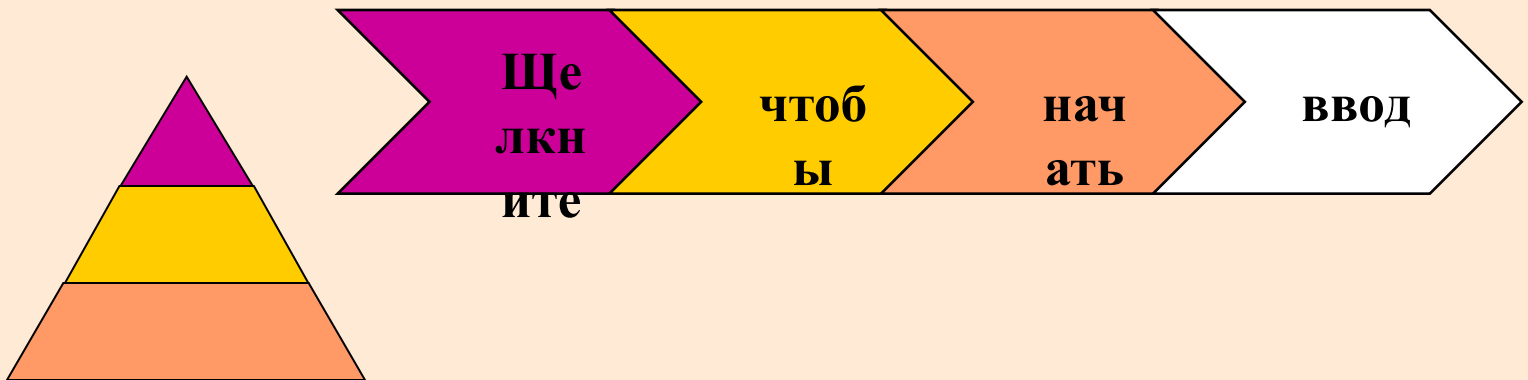 Ще
лкн
ите
чтоб
ы
нач
ать
ввод